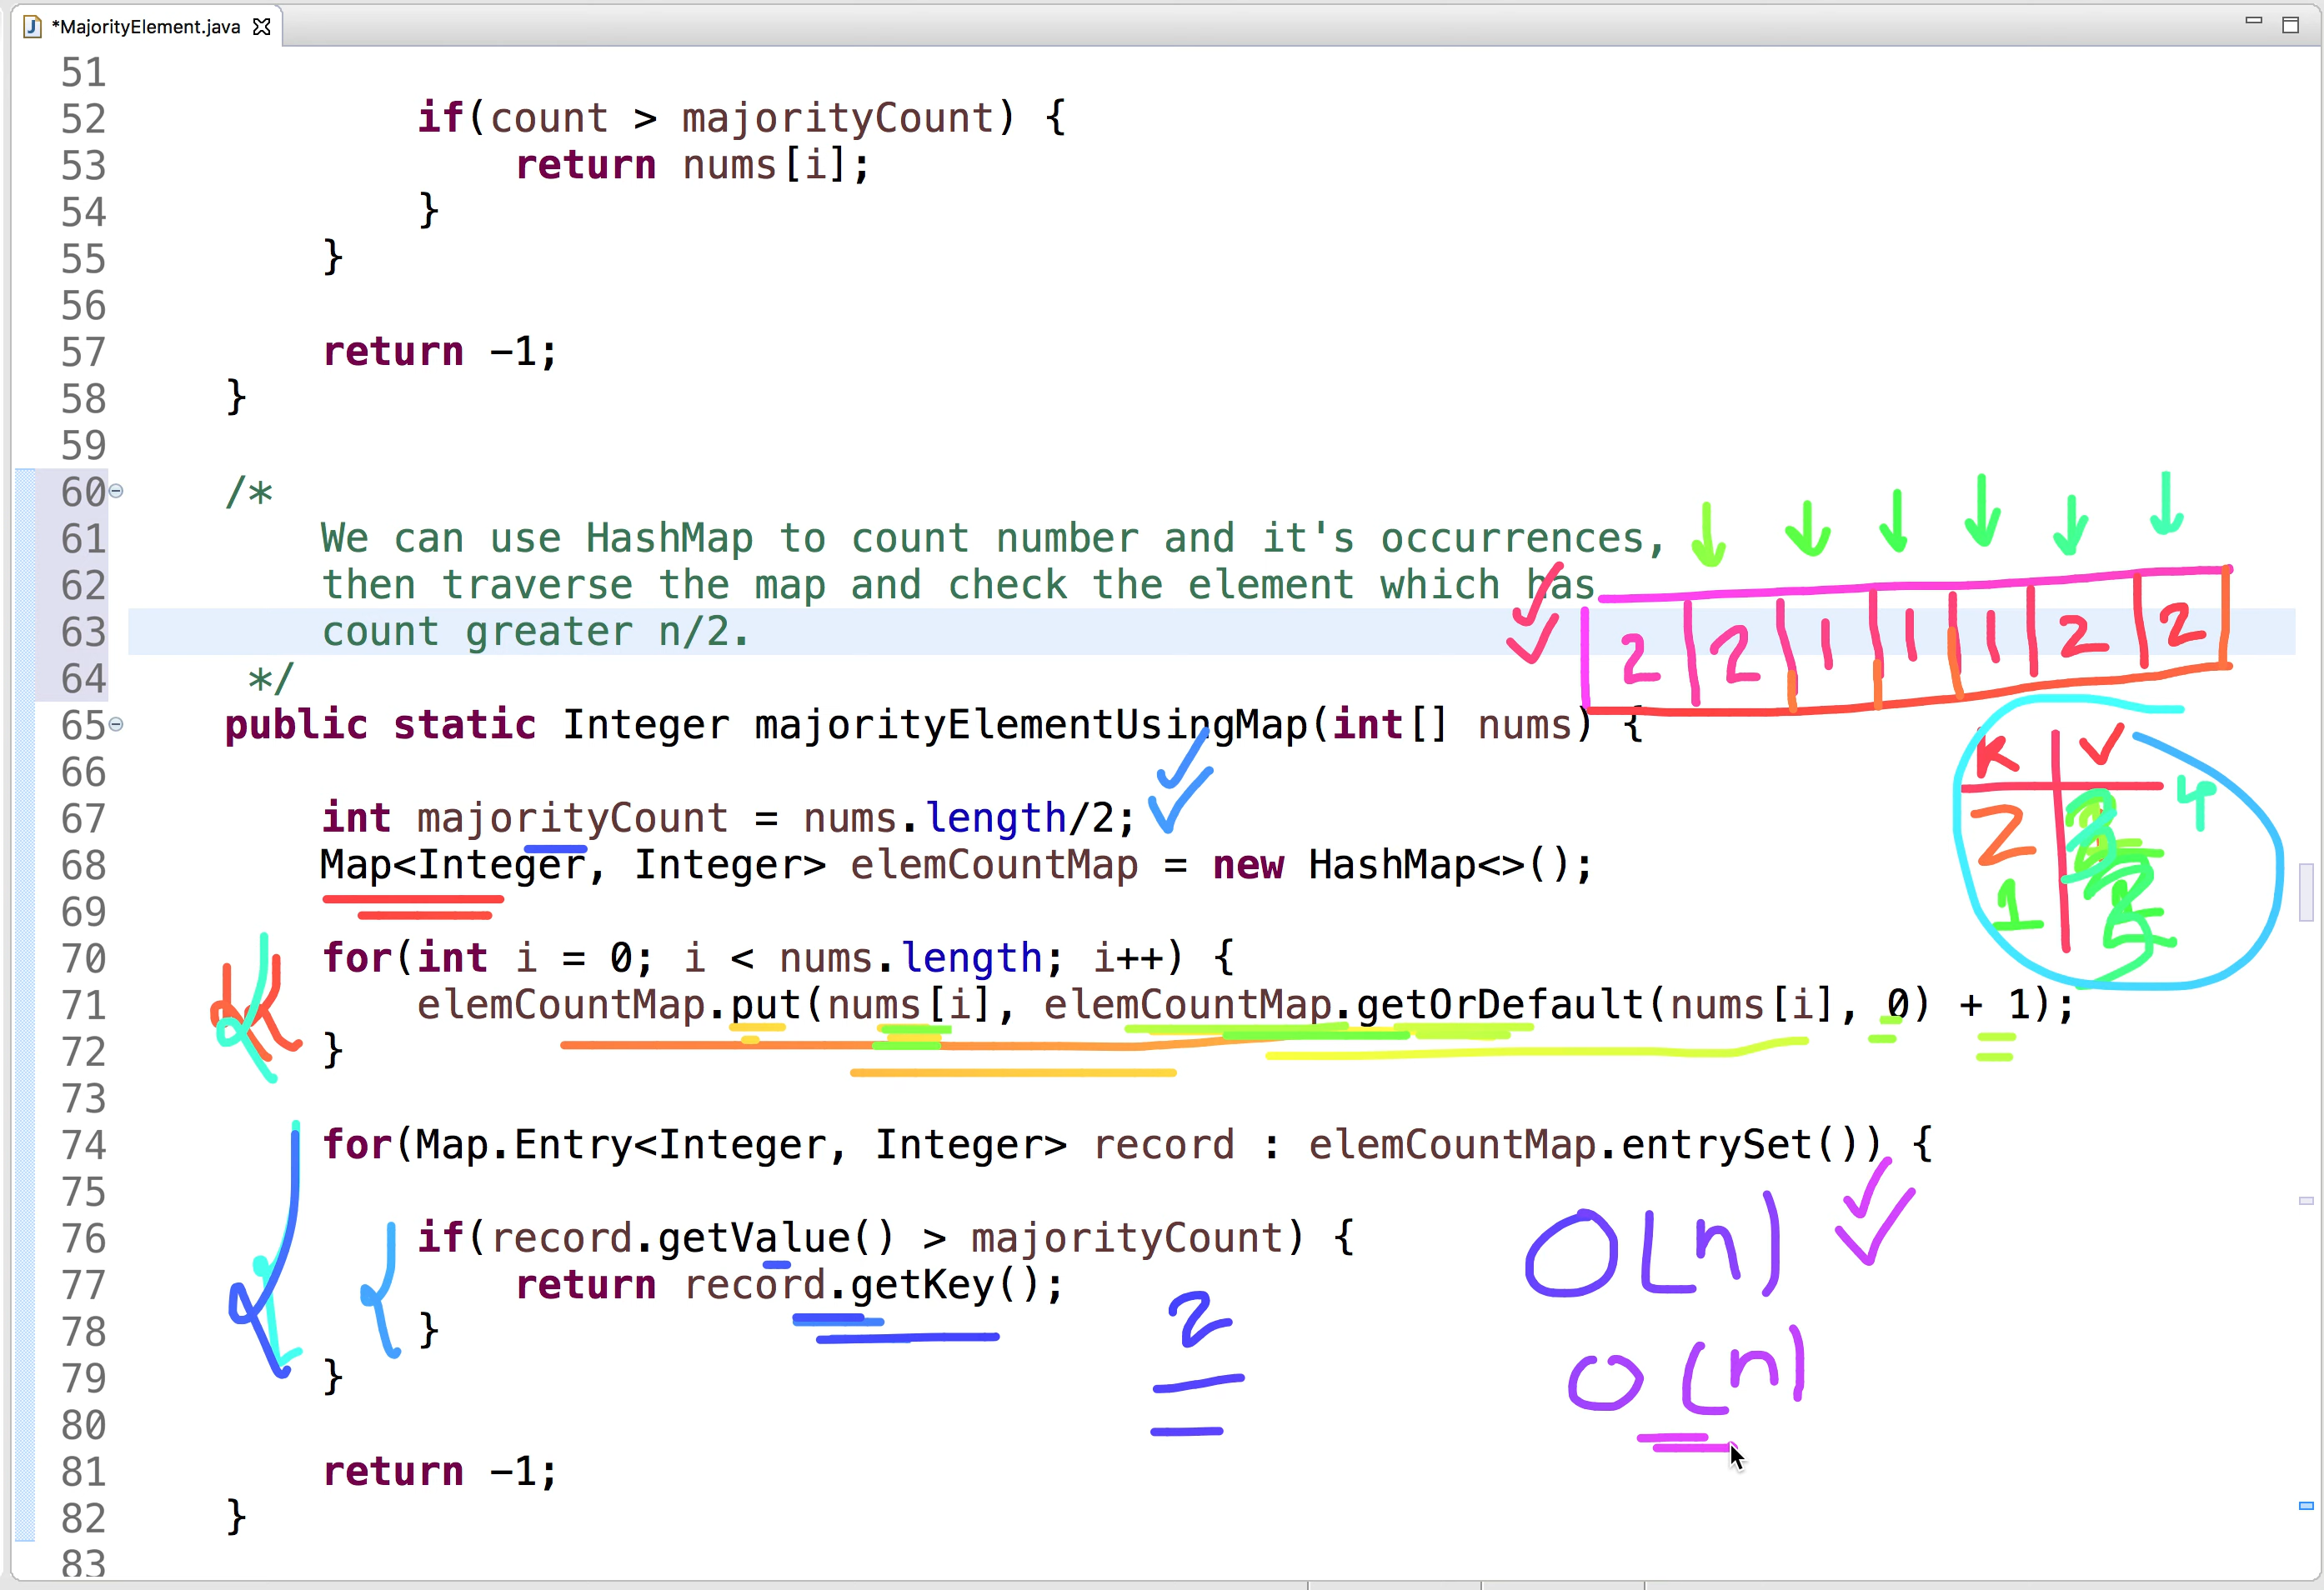 *MajorityElement.java
51
52 if(count > majorityCount) {
53 return nums[i];
54 }
55 }
56
57 return -1;
58 }
59
60 /*
61 We can use HashMap to count number and it's occurrences,
62 then traverse the map and check the element which has
63 count greater n/2.
64 */
2 2 1 1 1 2 2
65 public static Integer majorityElementUsingMap(int[] nums) {
66
K V
67 int majorityCount = nums.length/2;
2 4
68 Map<Integer, Integer> elemCountMap = new HashMap<>();
69
1
70 for(int i = 0; i < nums.length; i++) {
71 elemCountMap.put(nums[i], elemCountMap.getOrDefault(nums[i], 0) + 1);
72 }
73
74 for(Map.Entry<Integer, Integer> record : elemCountMap.entrySet()) {
75
76 if(record.getValue() > majorityCount) {
O(n)
77 return record.getKey();
78 }
2
79 }
O(n)
80
81 return -1;
82 }
83